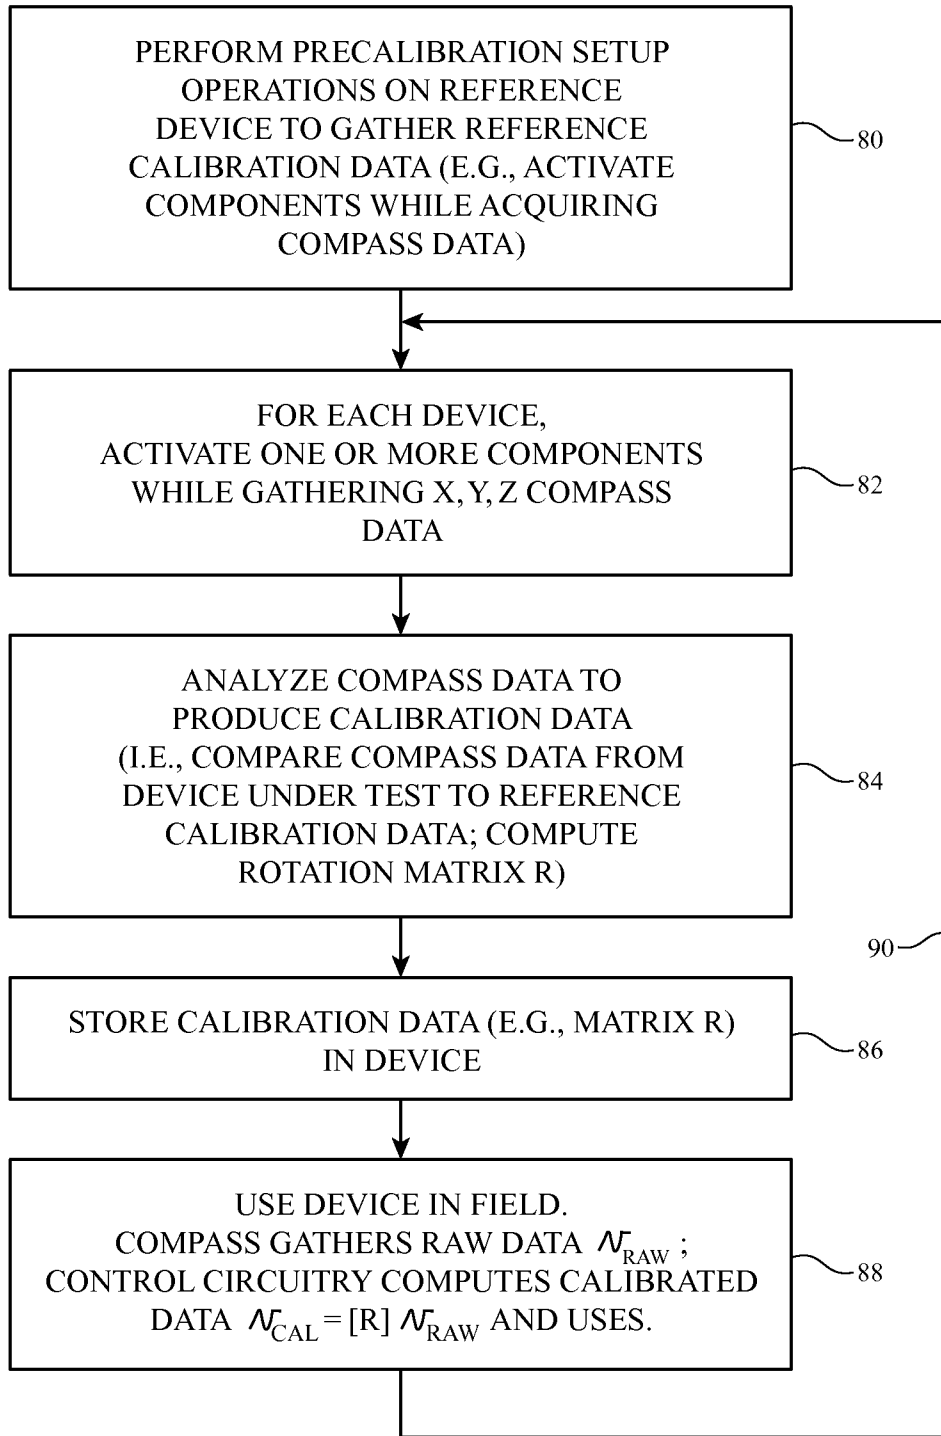 PERFORM PRECALIBRATION SETUP
OPERATIONS ON REFERENCE
DEVICE TO GATHER REFERENCE
CALIBRATION DATA (E.G., ACTIVATE
COMPONENTS WHILE ACQUIRING
COMPASS DATA)
80
FOR EACH DEVICE,
ACTIVATE ONE OR MORE COMPONENTS
WHILE GATHERING X, Y, Z COMPASS
DATA
82
ANALYZE COMPASS DATA TO
PRODUCE CALIBRATION DATA
(I.E., COMPARE COMPASS DATA FROM
DEVICE UNDER TEST TO REFERENCE
CALIBRATION DATA; COMPUTE
ROTATION MATRIX R)
84
90
STORE CALIBRATION DATA (E.G., MATRIX R)
IN DEVICE
86
USE DEVICE IN FIELD.
COMPASS GATHERS RAW DATA 𝑣RAW ;
CONTROL CIRCUITRY COMPUTES CALIBRATED
DATA 𝑣CAL = [R] 𝑣RAW AND USES.
88